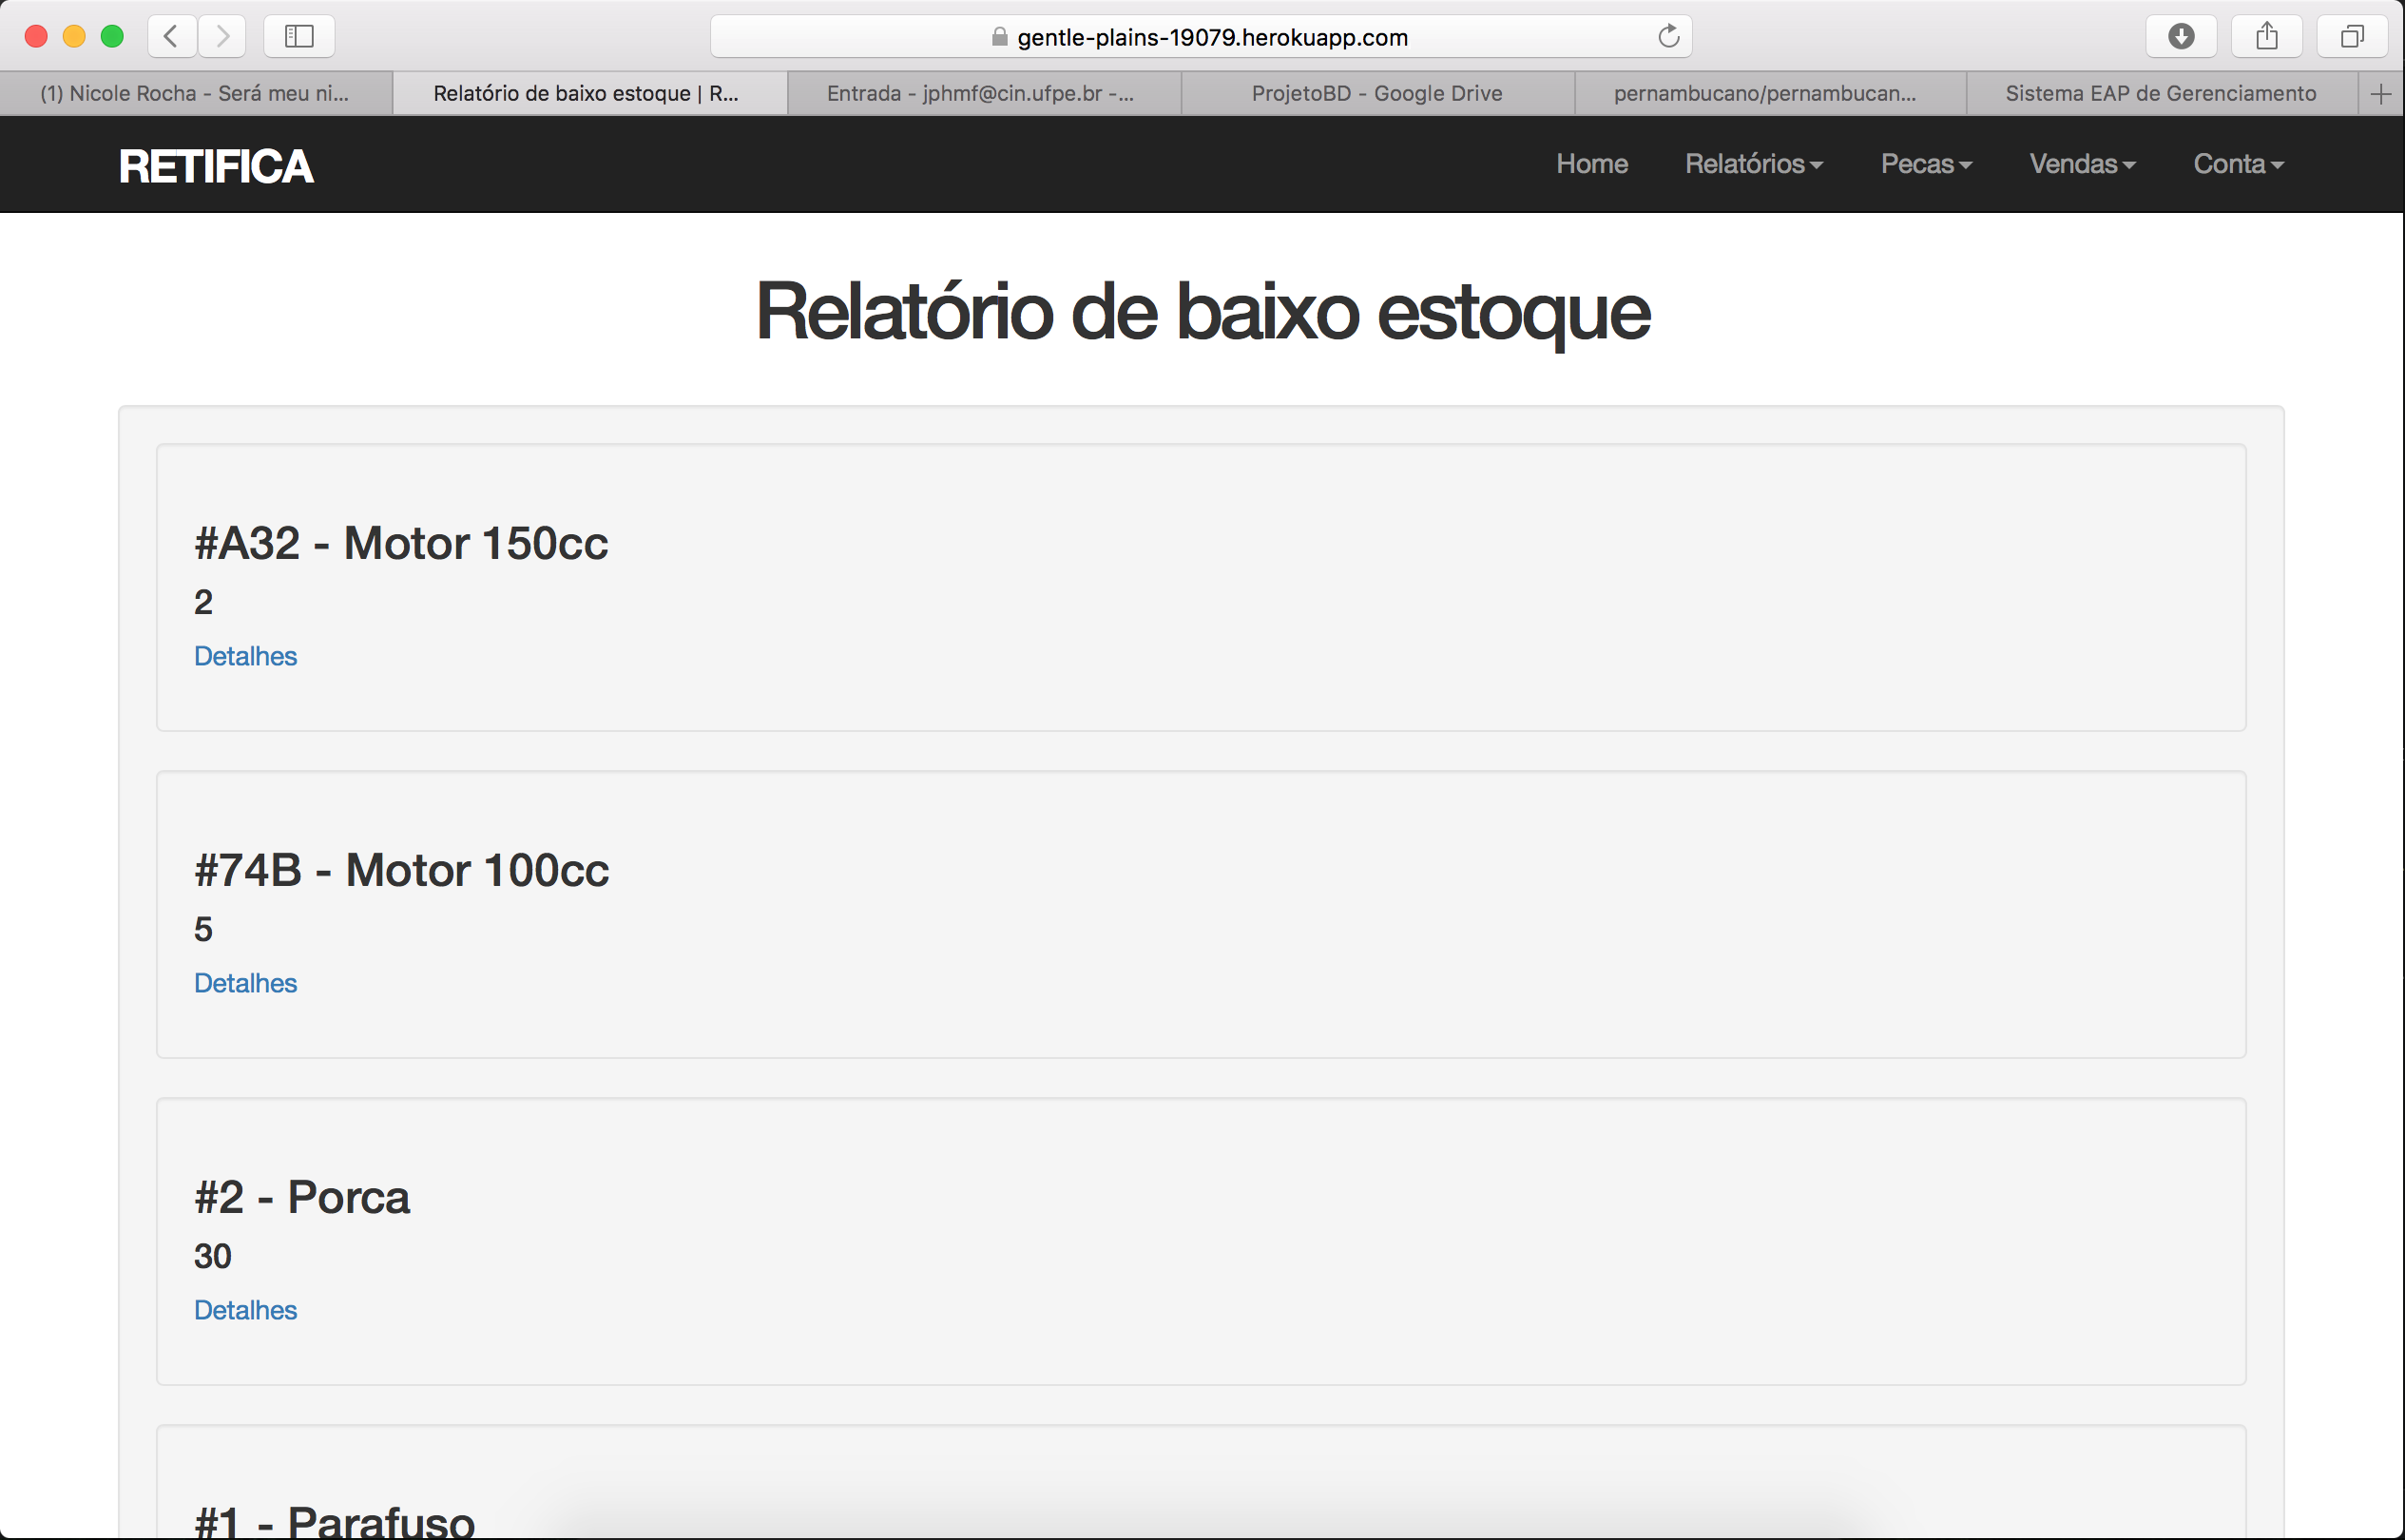 gentle-plains-19079.herokuapp.com
(1) Nicole Rocha - Será meu ni...
Relatório de baixo estoque | R...
Entrada - jphmf@cin.ufpe.br -...
ProjetoBD - Google Drive
pernambucano/pernambucan...
Sistema EAP de Gerenciamento
RETIFICA
Home
Relatórios
Pecas
Vendas
Conta
Relatório de baixo estoque
#A32 - Motor 150cc
2
Detalhes
#74B - Motor 100cc
5
Detalhes
#2 - Porca
30
Detalhes
#1 - Parafuso